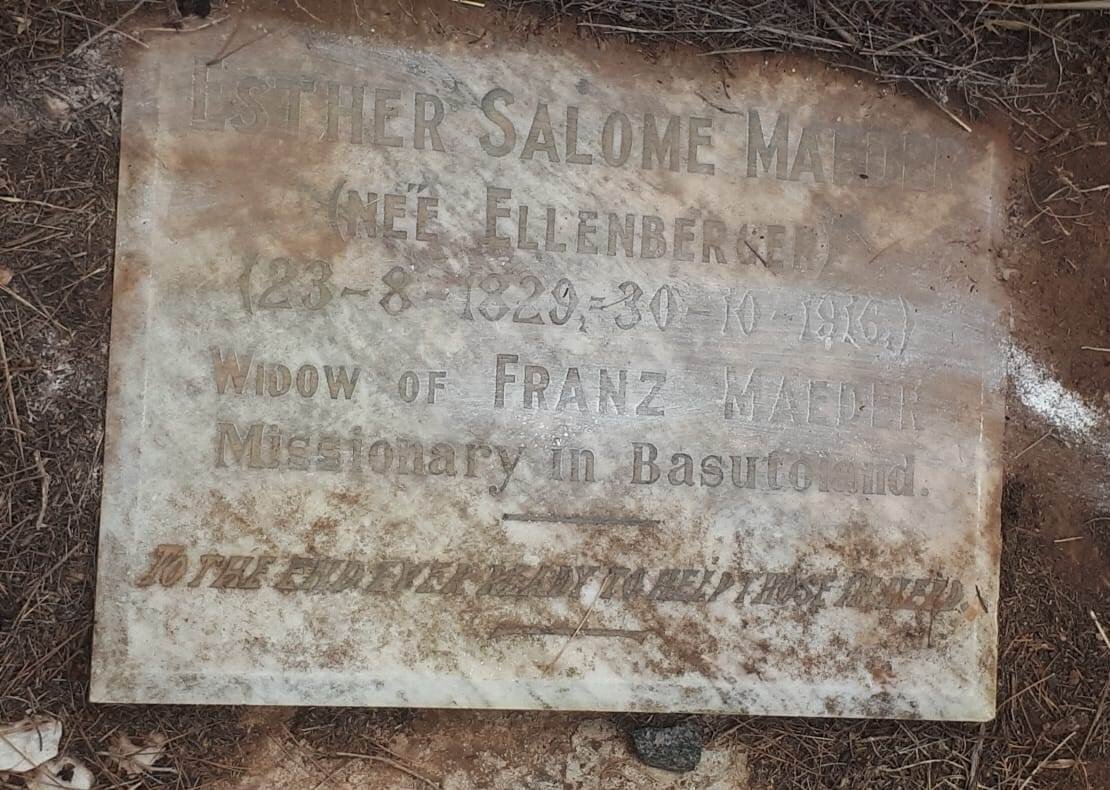 ESTHER SALOME MAEDER
(NEË ELLENBERGER)
(23-8-1829,-30-10-1916.)
WIDOW OF FRANZ MAEDER
Missionary in Basutoland.
TO THE END EVER READY TO HELP THOSE IN NEED.